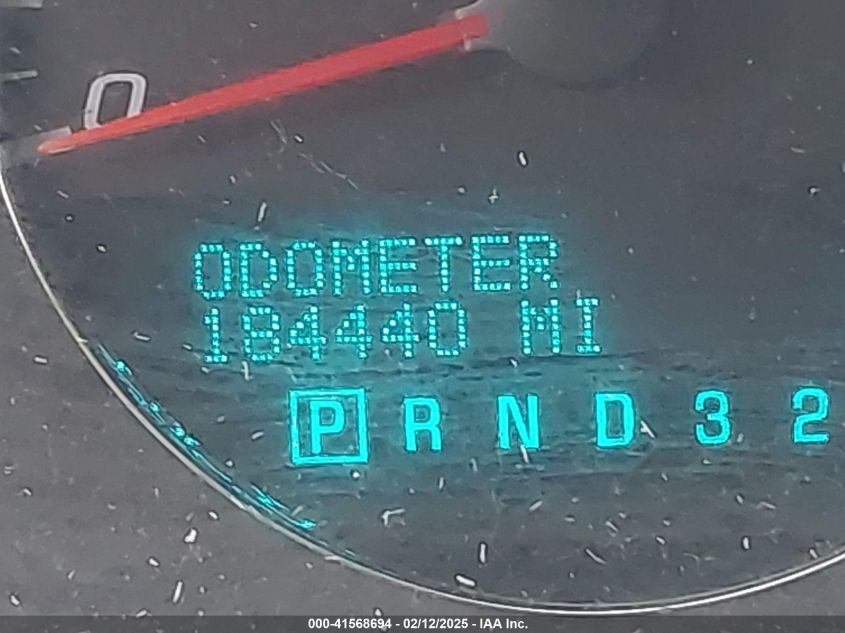 0
ODOMETER
184440 MI
P R N D 3 2
000-41568694 - 02/12/2025 - IAA Inc.